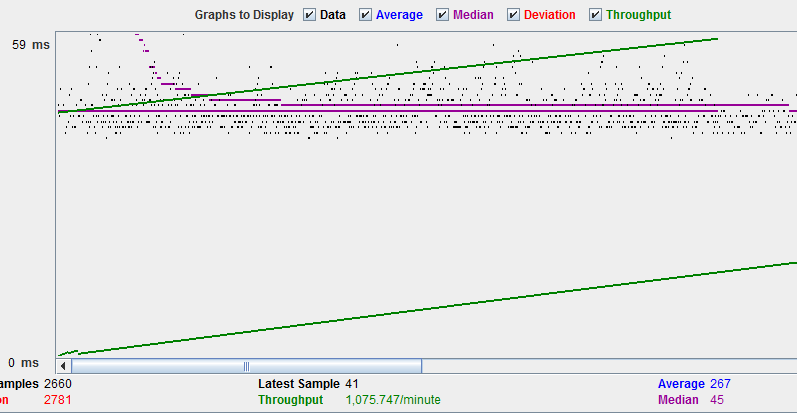 Graphs to Display Data Average Median Deviation Throughput
59 ms
0 ms
amples 2660 Latest Sample 41 Average 267
on 2781 Throughput 1,075.747/minute Median 45